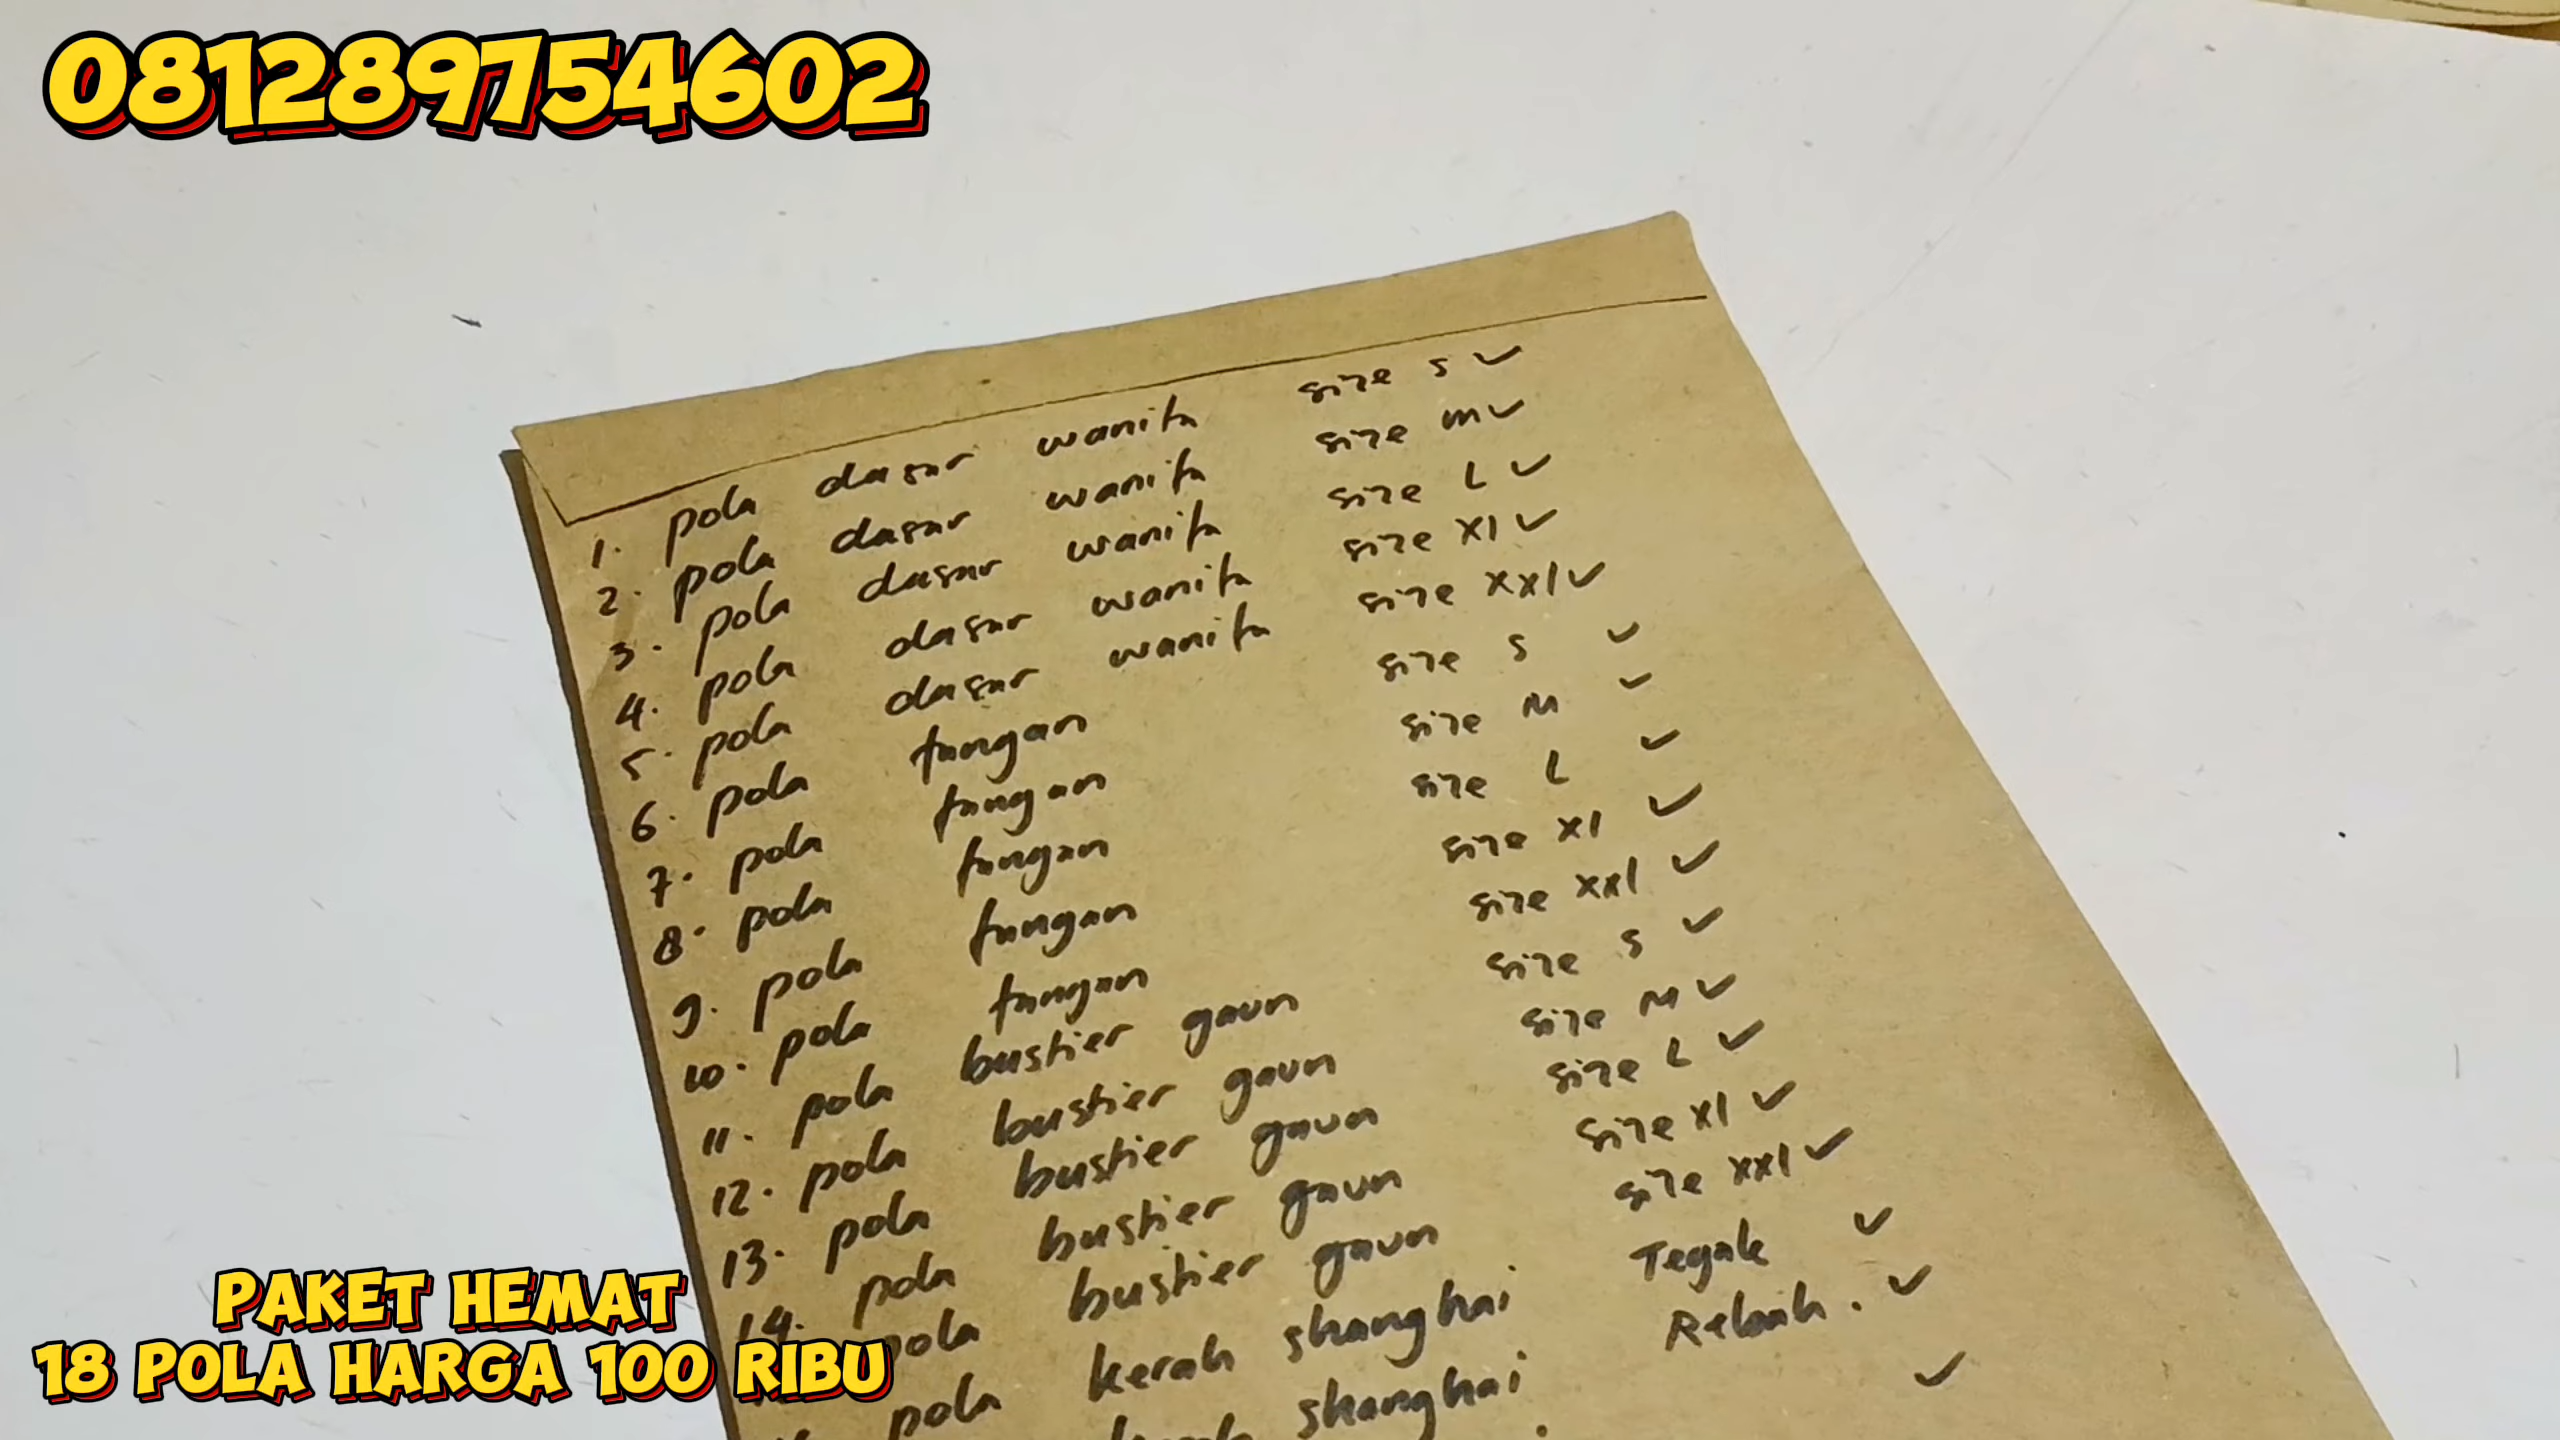 081289754602
1. pola dasar wanita size S ✓
2. pola dasar wanita size m ✓
3. pola dasar wanita size L ✓
4. pola dasar wanita size Xl ✓
5. pola dasar wanita size xxl ✓
6. pola tangan size S ✓
7. pola tangan size M ✓
8. pola tangan size L ✓
9. pola tangan size xl ✓
10. pola tangan size xxl ✓
11. pola bustier gaun size S ✓
12. pola bustier gaun size M ✓
13. pola bustier gaun size L ✓
14. pola bustier gaun size xl ✓
pola bustier gaun size xxl ✓
pola kerah shanghai Tegak ✓
shanghai Rebah. ✓
PAKET HEMAT
18 POLA HARGA 100 RIBU